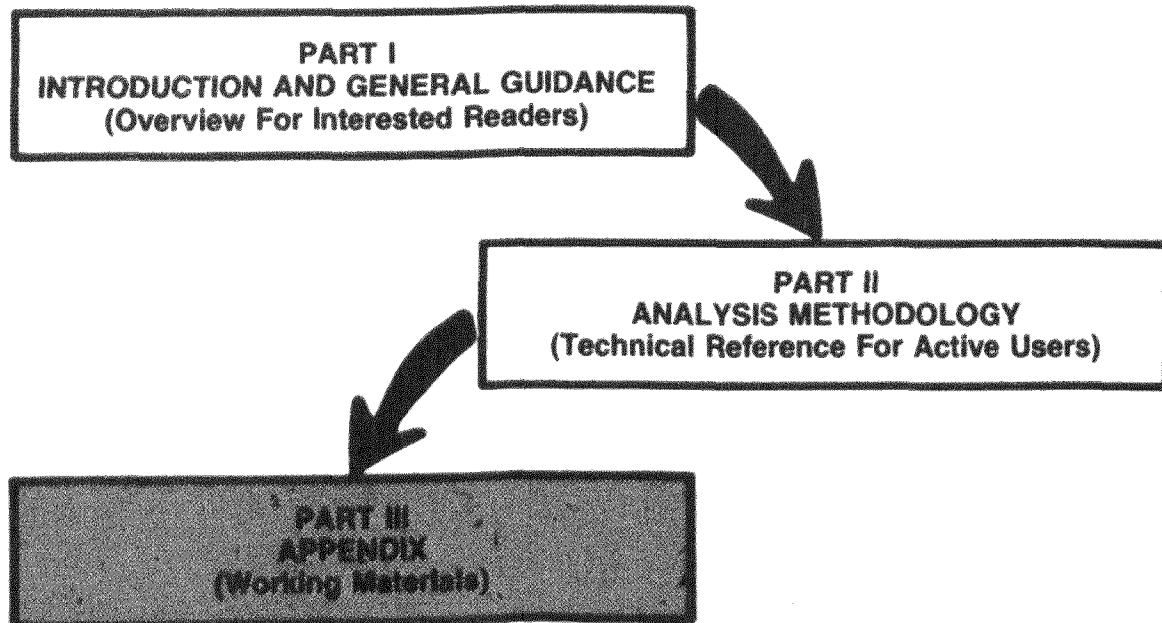 PART I
INTRODUCTION AND GENERAL GUIDANCE
(Overview For Interested Readers)
PART II
ANALYSIS METHODOLOGY
(Technical Reference For Active Users)
PART III
APPENDIX
(Working Materials)